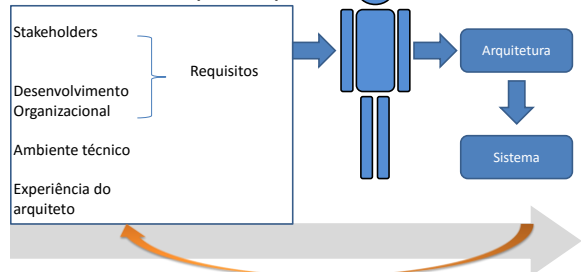 Stakeholders
Requisitos
Desenvolvimento
Organizacional
Ambiente técnico
Experiência do
arquiteto
Arquitetura
Sistema